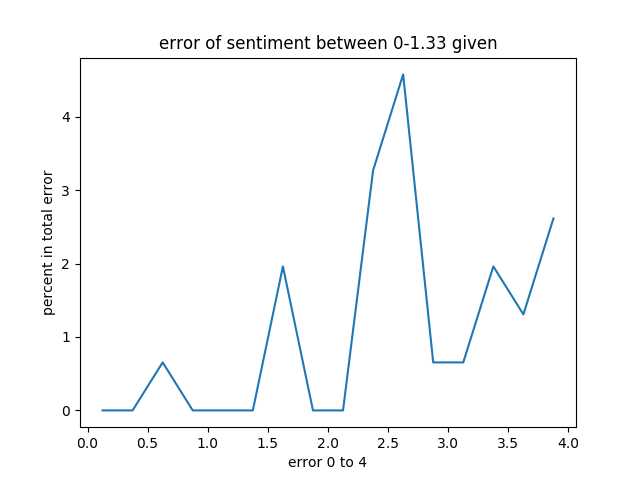 error of sentiment between 0-1.33 given
percent in total error
4
3
2
1
0
0.0 0.5 1.0 1.5 2.0 2.5 3.0 3.5 4.0
error 0 to 4